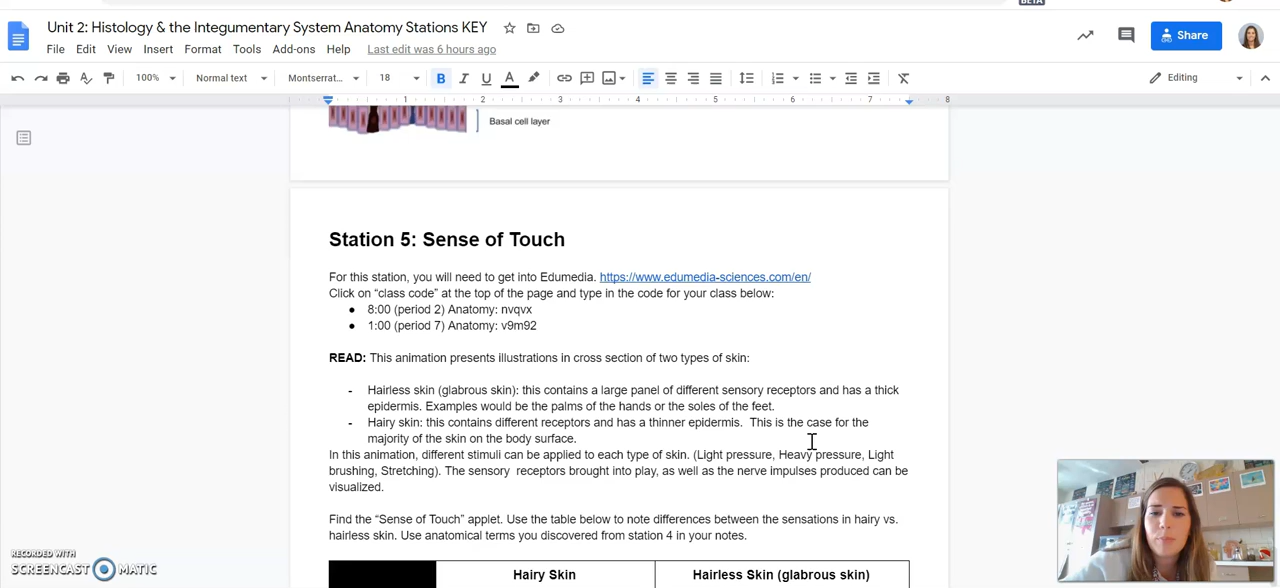 BETA
Unit 2: Histology & the Integumentary System Anatomy Stations KEY
Share
File Edit View Insert Format Tools Add-ons Help Last edit was 6 hours ago
100% Normal text Montserrat... 18 B I U A Editing
1 2 3 4 5 6 7 8
Basal cell layer
Station 5: Sense of Touch
For this station, you will need to get into Edumedia. https://www.edumedia-sciences.com/en/
Click on “class code” at the top of the page and type in the code for your class below:
● 8:00 (period 2) Anatomy: nvqvx
● 1:00 (period 7) Anatomy: v9m92
READ: This animation presents illustrations in cross section of two types of skin:
- Hairless skin (glabrous skin): this contains a large panel of different sensory receptors and has a thick
epidermis. Examples would be the palms of the hands or the soles of the feet.
- Hairy skin: this contains different receptors and has a thinner epidermis. This is the case for the
majority of the skin on the body surface.
In this animation, different stimuli can be applied to each type of skin. (Light pressure, Heavy pressure, Light
brushing, Stretching). The sensory receptors brought into play, as well as the nerve impulses produced can be
visualized.
Find the “Sense of Touch” applet. Use the table below to note differences between the sensations in hairy vs.
hairless skin. Use anatomical terms you discovered from station 4 in your notes.
Hairy Skin Hairless Skin (glabrous skin)
RECORDED WITH
SCREENCAST MATIC